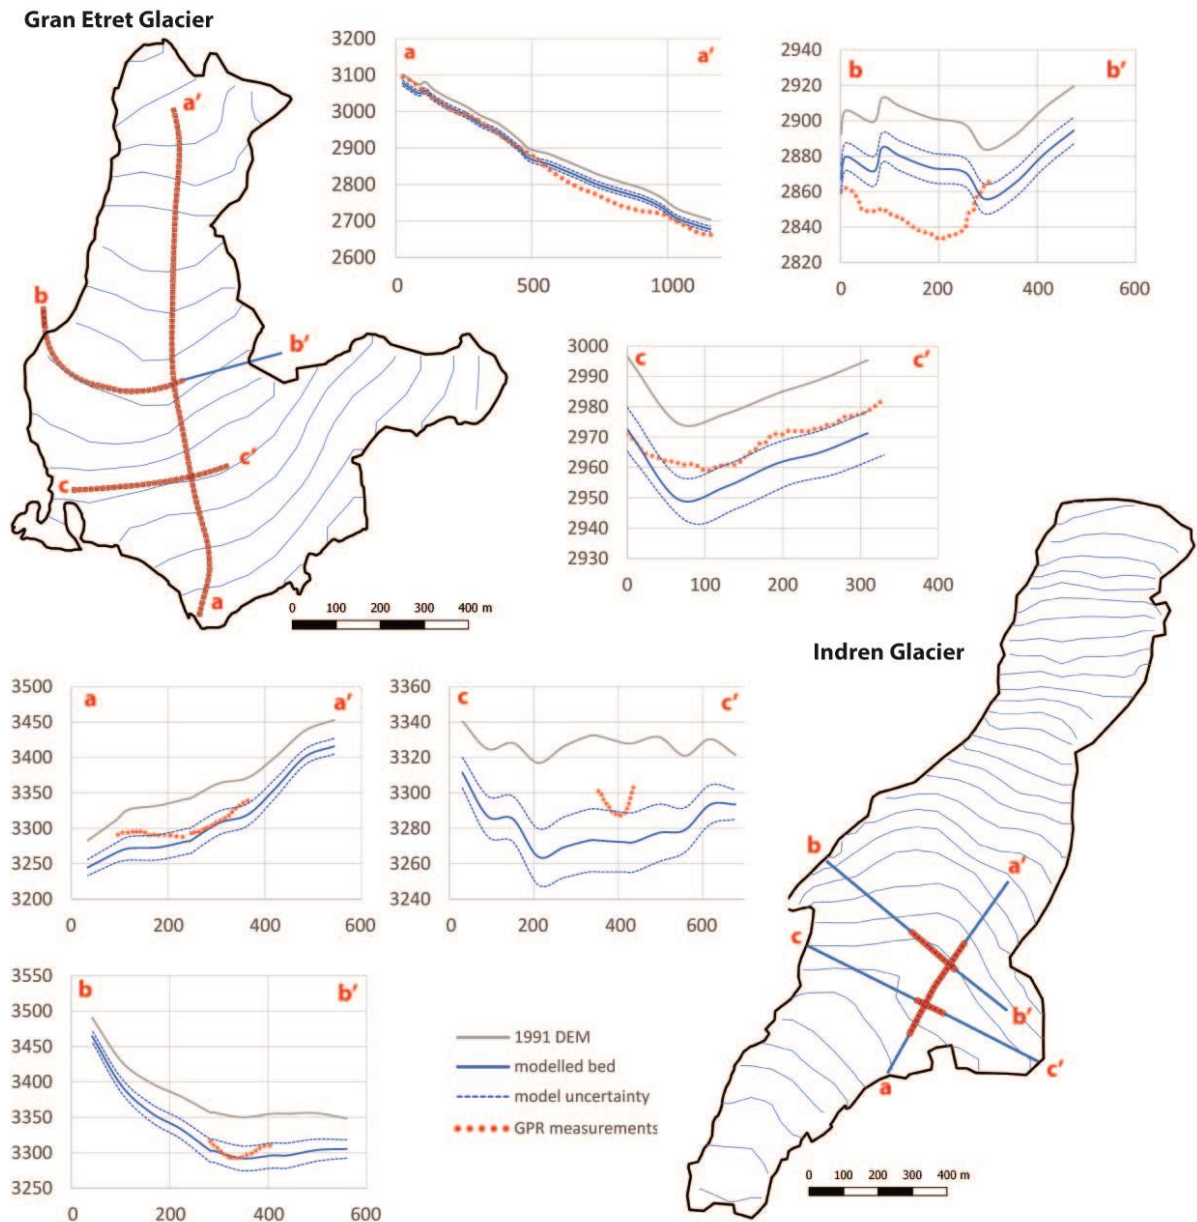 Gran Etret Glacier
a'
b
b'
c'
c
a
0 100 200 300 400 m
a a'
3200
3100
3000
2900
2800
2700
2600
0 500 1000
b b'
2940
2920
2900
2880
2860
2840
2820
0 200 400 600
c c'
3000
2990
2980
2970
2960
2950
2940
2930
0 100 200 300 400
Indren Glacier
b
a'
c
b'
a
c'
0 100 200 300 400 m
a a'
3500
3450
3400
3350
3300
3250
3200
0 200 400 600
c c'
3360
3340
3320
3300
3280
3260
3240
0 200 400 600
b b'
3550
3500
3450
3400
3350
3300
3250
0 200 400 600
1991 DEM
modelled bed
model uncertainty
GPR measurements